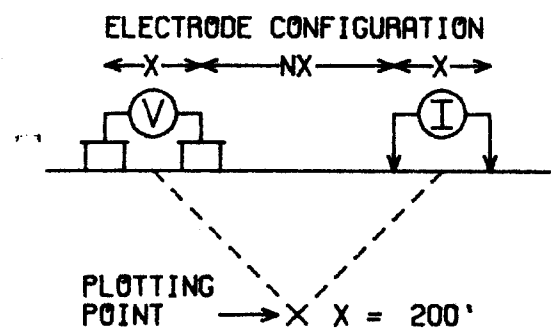 ELECTRODE CONFIGURATION
X NX X
V I
PLOTTING
POINT X X = 200'